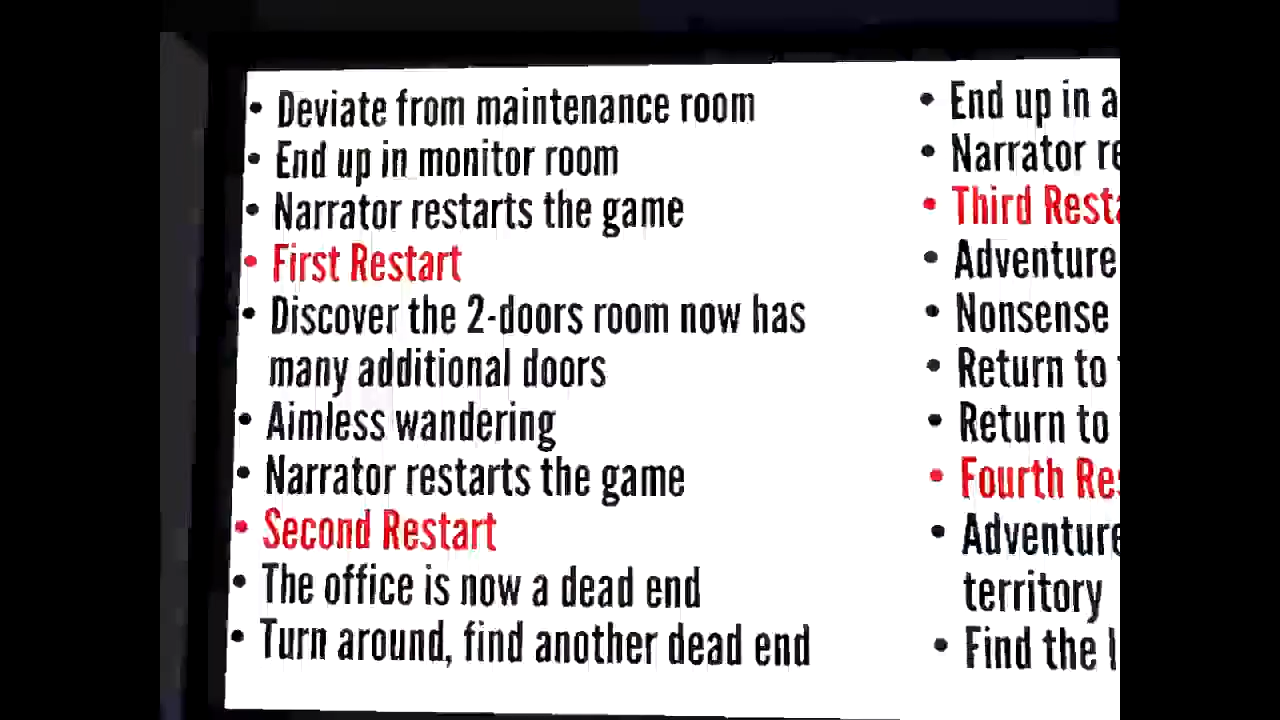 • Deviate from maintenance room
• End up in monitor room
• Narrator restarts the game
• First Restart
• Discover the 2-doors room now has
many additional doors
• Aimless wandering
• Narrator restarts the game
• Second Restart
• The office is now a dead end
• Turn around, find another dead end
• End up in a
• Narrator
• Third
• Adventure
• Nonsense
• Return to
• Return to
• Fourth
• Adventure
territory
• Find the